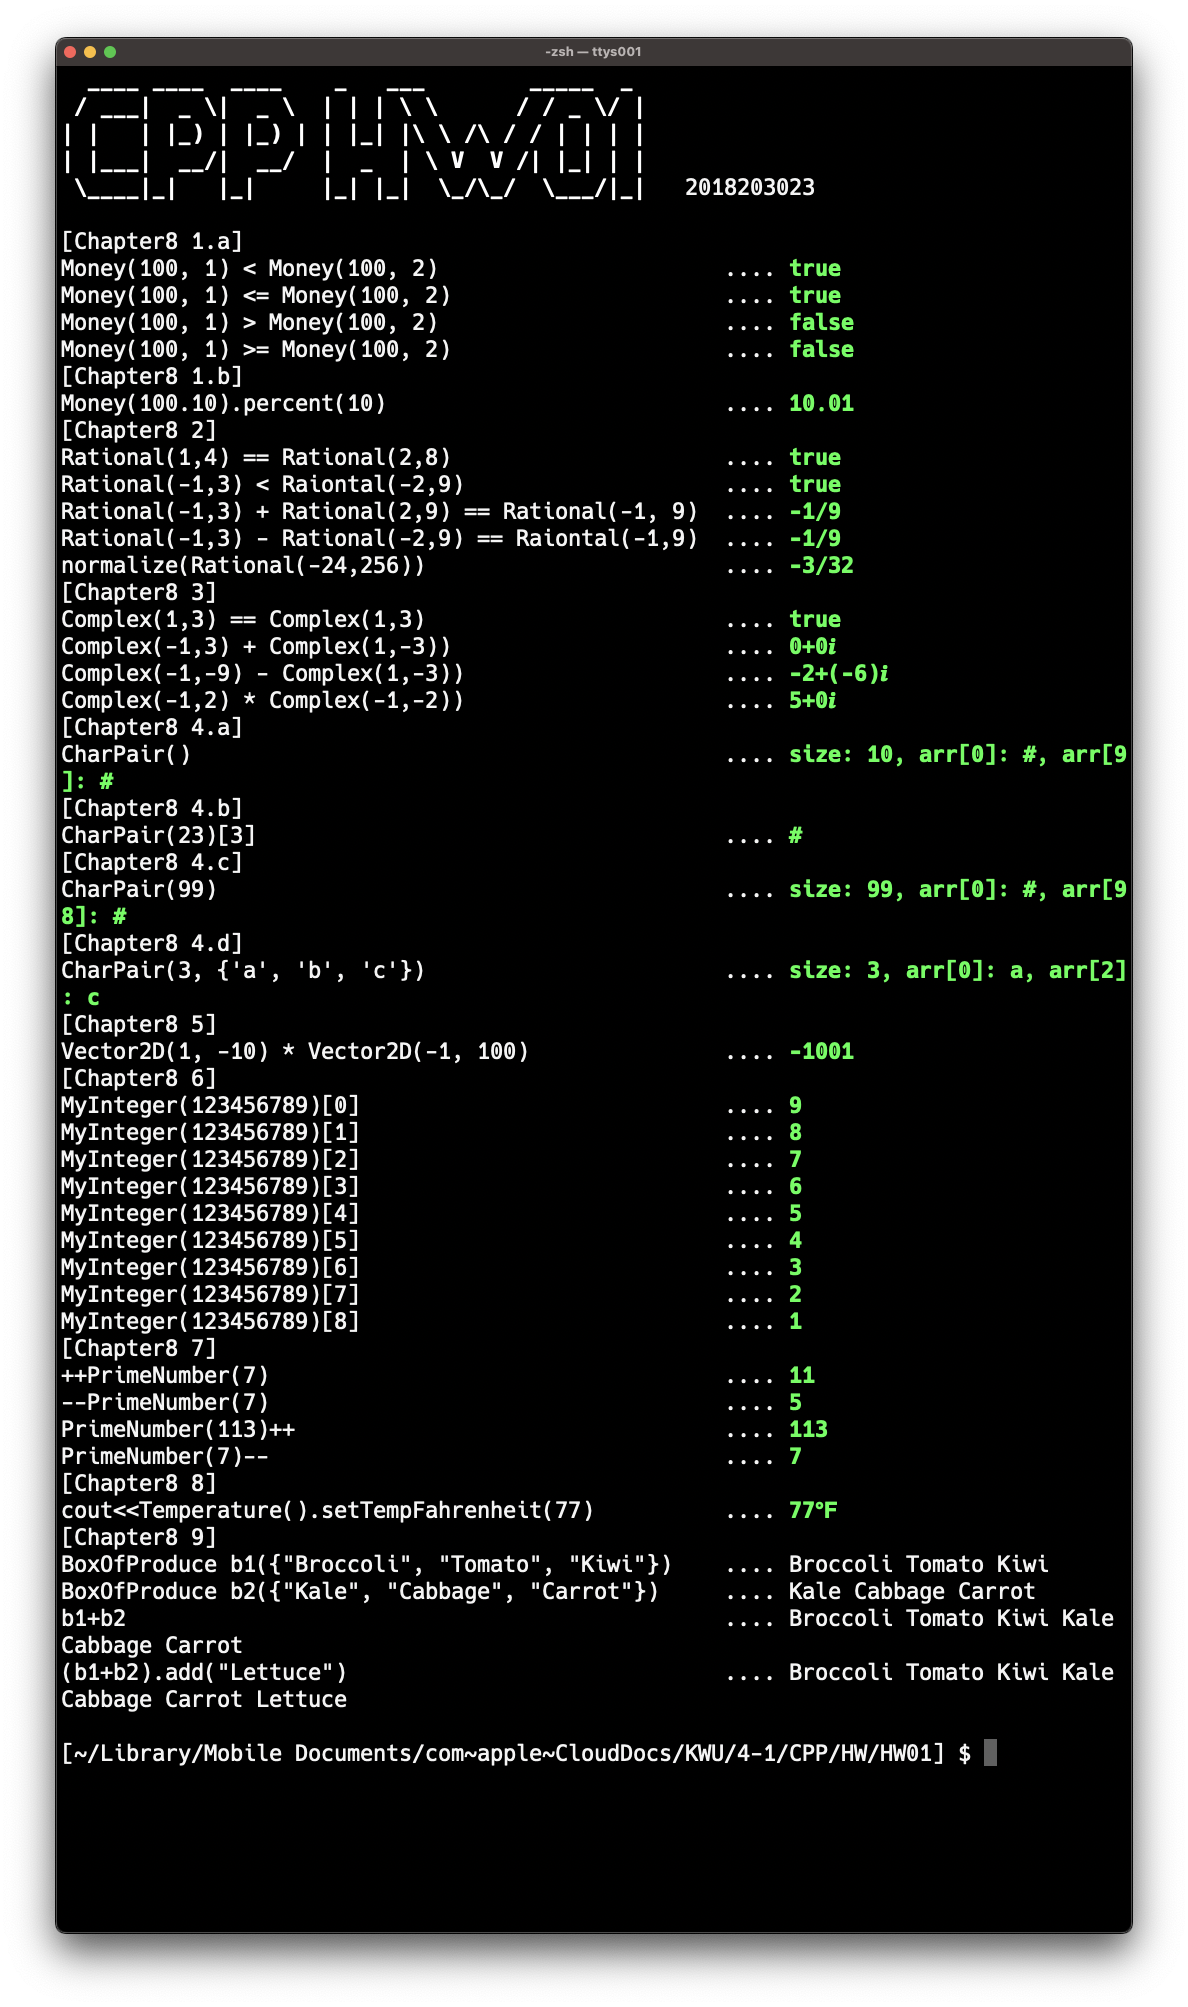 -zsh — ttys001
CPP HW01
2018203023
[Chapter8 1.a]
Money(100, 1) < Money(100, 2) .... true
Money(100, 1) <= Money(100, 2) .... true
Money(100, 1) > Money(100, 2) .... false
Money(100, 1) >= Money(100, 2) .... false
[Chapter8 1.b]
Money(100.10).percent(10) .... 10.01
[Chapter8 2]
Rational(1,4) == Rational(2,8) .... true
Rational(-1,3) < Raiontal(-2,9) .... true
Rational(-1,3) + Rational(2,9) == Rational(-1, 9) .... -1/9
Rational(-1,3) - Rational(-2,9) == Raiontal(-1,9) .... -1/9
normalize(Rational(-24,256)) .... -3/32
[Chapter8 3]
Complex(1,3) == Complex(1,3) .... true
Complex(-1,3) + Complex(1,-3)) .... 0+0i
Complex(-1,-9) - Complex(1,-3)) .... -2+(-6)i
Complex(-1,2) * Complex(-1,-2)) .... 5+0i
[Chapter8 4.a]
CharPair() .... size: 10, arr[0]: #, arr[9
]: #
[Chapter8 4.b]
CharPair(23)[3] .... #
[Chapter8 4.c]
CharPair(99) .... size: 99, arr[0]: #, arr[9
8]: #
[Chapter8 4.d]
CharPair(3, {'a', 'b', 'c'}) .... size: 3, arr[0]: a, arr[2]
: c
[Chapter8 5]
Vector2D(1, -10) * Vector2D(-1, 100) .... -1001
[Chapter8 6]
MyInteger(123456789)[0] .... 9
MyInteger(123456789)[1] .... 8
MyInteger(123456789)[2] .... 7
MyInteger(123456789)[3] .... 6
MyInteger(123456789)[4] .... 5
MyInteger(123456789)[5] .... 4
MyInteger(123456789)[6] .... 3
MyInteger(123456789)[7] .... 2
MyInteger(123456789)[8] .... 1
[Chapter8 7]
++PrimeNumber(7) .... 11
--PrimeNumber(7) .... 5
PrimeNumber(113)++ .... 113
PrimeNumber(7)-- .... 7
[Chapter8 8]
cout<<Temperature().setTempFahrenheit(77) .... 77°F
[Chapter8 9]
BoxOfProduce b1({"Broccoli", "Tomato", "Kiwi"}) .... Broccoli Tomato Kiwi
BoxOfProduce b2({"Kale", "Cabbage", "Carrot"}) .... Kale Cabbage Carrot
b1+b2 .... Broccoli Tomato Kiwi Kale
Cabbage Carrot
(b1+b2).add("Lettuce") .... Broccoli Tomato Kiwi Kale
Cabbage Carrot Lettuce
[~/Library/Mobile Documents/com~apple~CloudDocs/KWU/4-1/CPP/HW/HW01] $